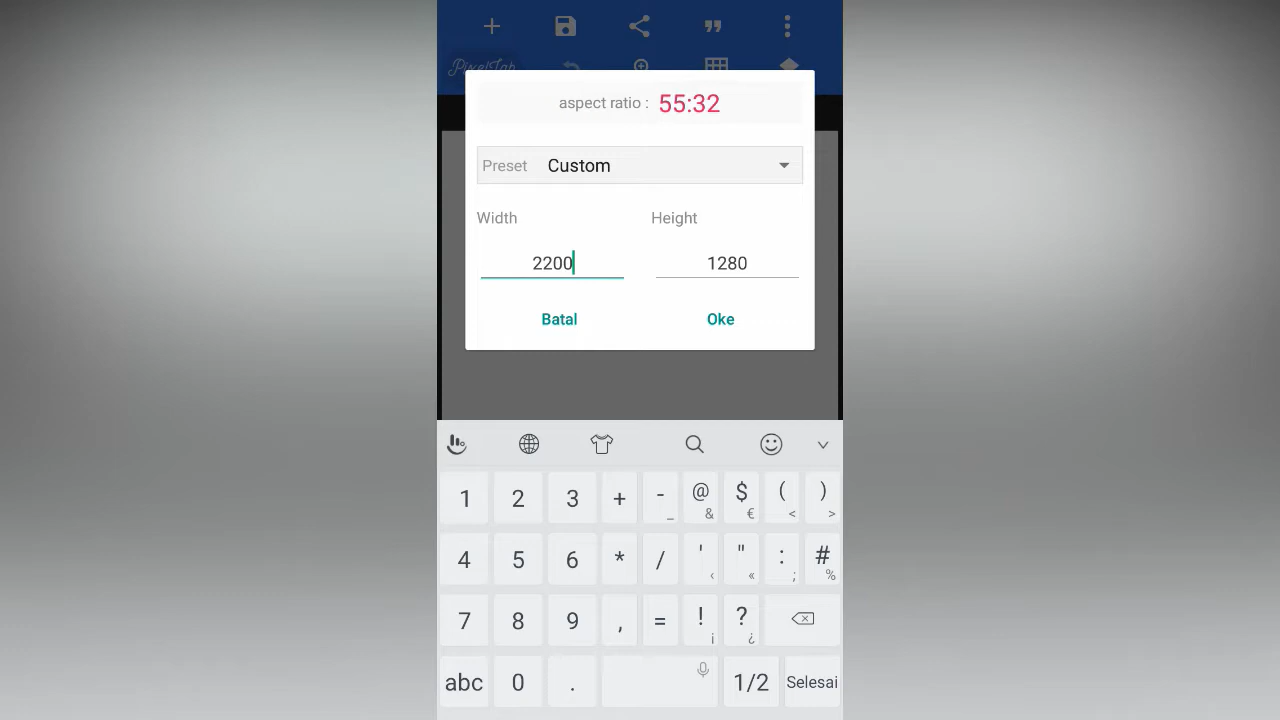 PixelLab
aspect ratio : 55:32
Preset Custom
Width Height
2200 1280
Batal Oke
1 2 3 + - _ @ & $ € ( < ) >
4 5 6 * / ' ‹ " « : ; # %
7 8 9 , = ! ¡ ? ¿
abc 0 . 1/2 Selesai